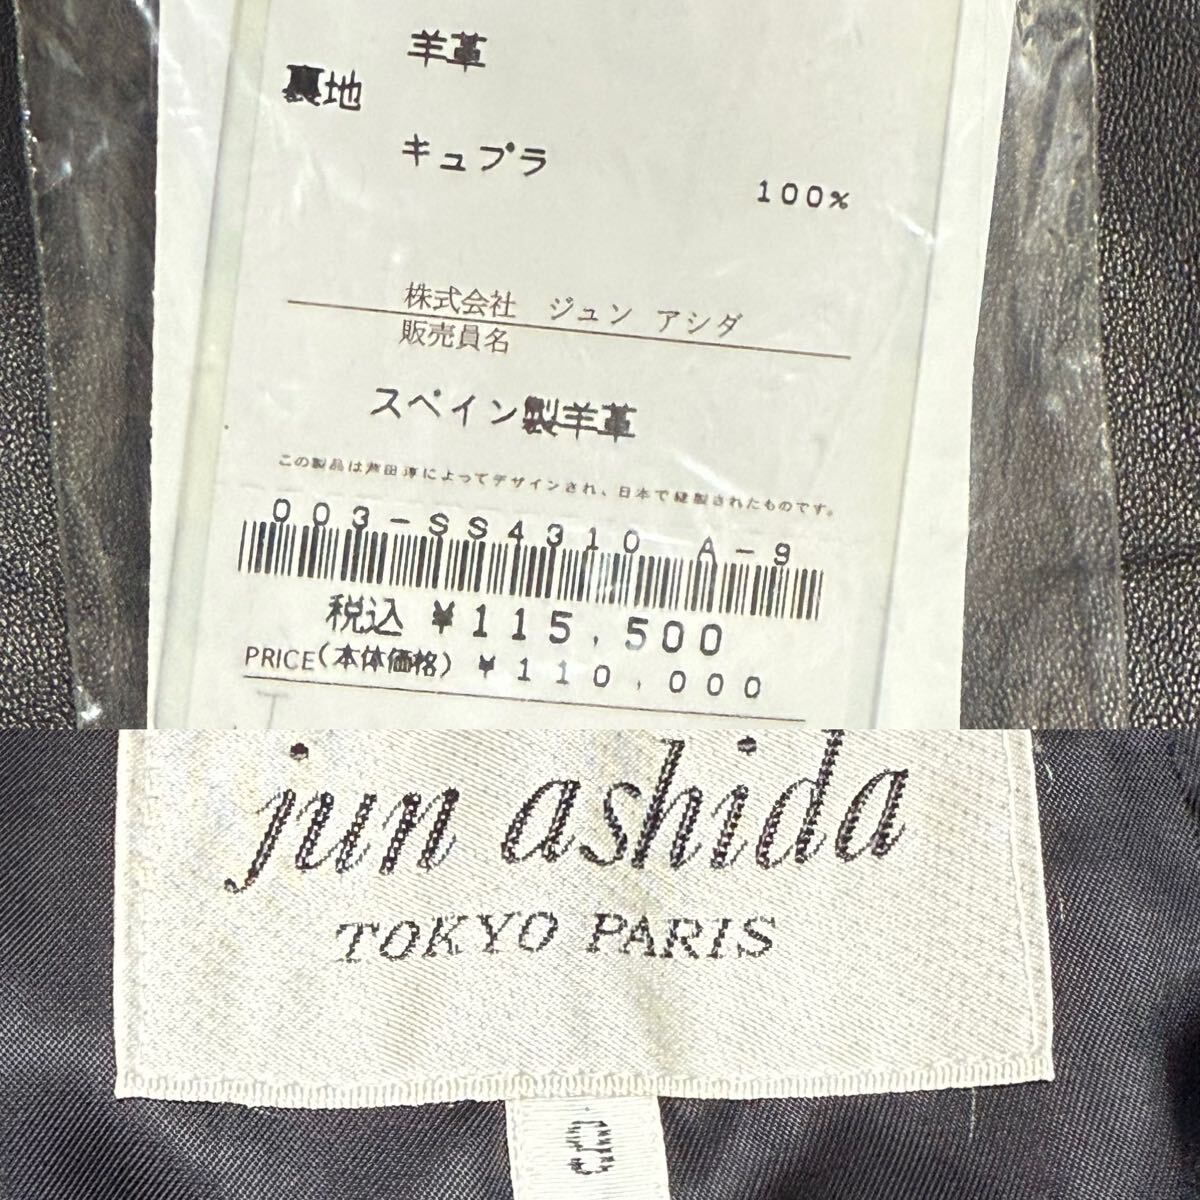 羊革
裏地
キュプラ
100%
株式会社 ジュン アシダ
販売員名
スペイン製羊革
この製品は芦田淳によってデザインされ、日本で縫製されたものです。
003-SS4310 A-9
税込 ¥115,500
PRICE(本体価格) ¥110,000
jun ashida
TOKYO PARIS
9